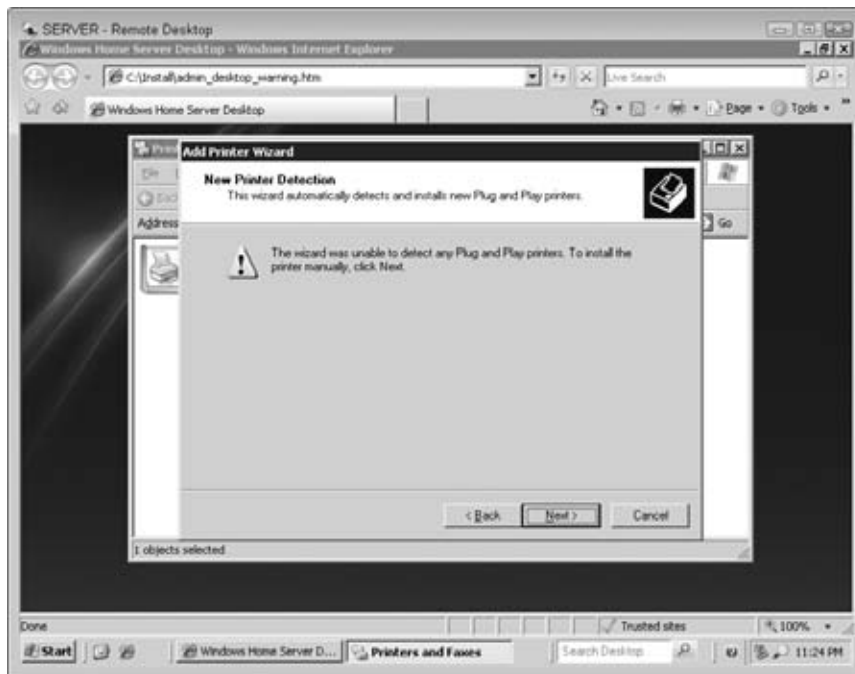 SERVER - Remote Desktop
Windows Home Server Desktop - Windows Internet Explorer
C:\Install\admin_desktop_warning.htm
Live Search
Windows Home Server Desktop
Page
Tools
Add Printer Wizard
New Printer Detection
This wizard automatically detects and installs new Plug and Play printers.
Address
Go
The wizard was unable to detect any Plug and Play printers. To install the
printer manually, click Next.
< Back
Next >
Cancel
1 objects selected
Done
Trusted sites
100%
Start
Windows Home Server D...
Printers and Faxes
Search Desktop
11:24 PM